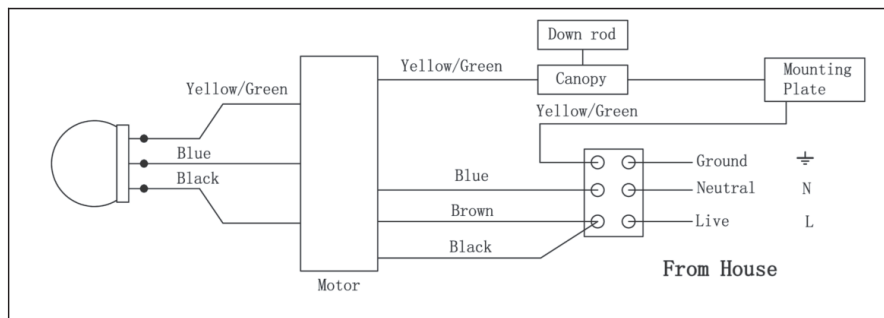 Down rod
Yellow/Green
Canopy
Mounting
Plate
Yellow/Green
Yellow/Green
Blue
Black
Ground
Blue
Neutral
N
Brown
Live
L
Black
From House
Motor